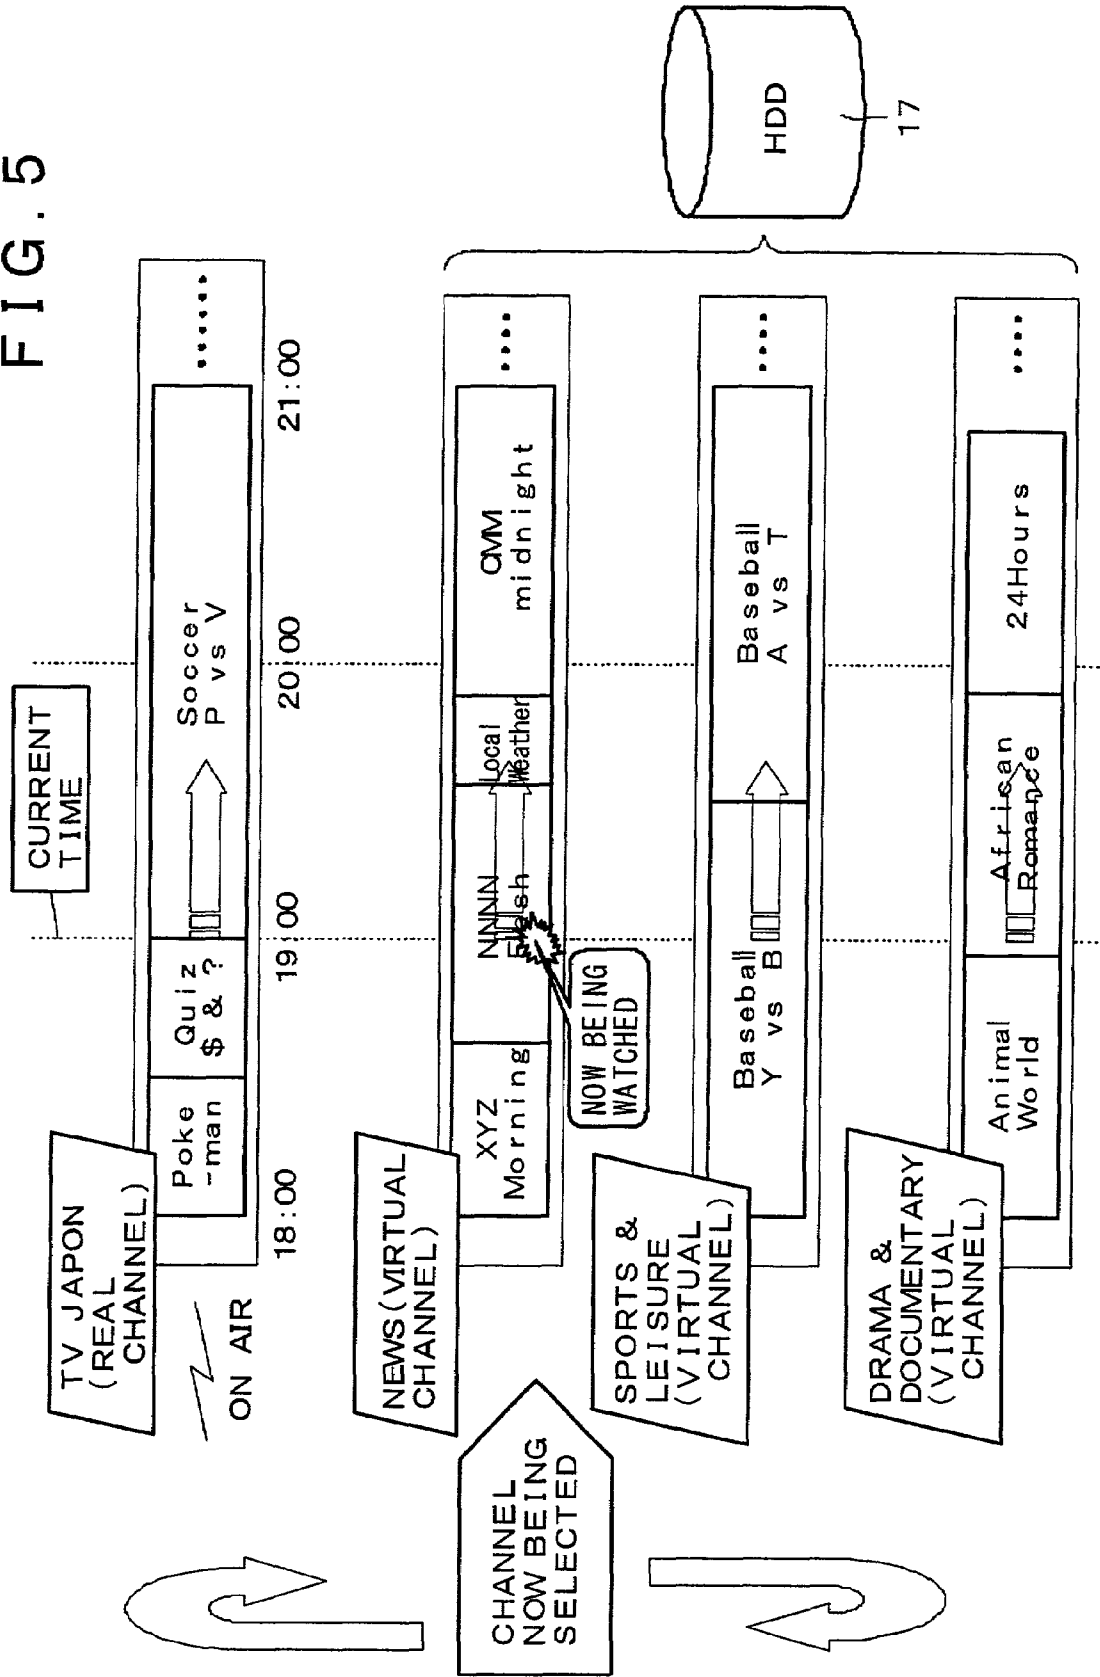 FIG. 5
CURRENT
TIME
TV JAPON
(REAL
CHANNEL)
ON AIR
Poke
-man
Quiz
$ & ?
Soccer
P vs V
......
18:00
19:00
20:00
21:00
CHANNEL
NOW BEING
SELECTED
NEWS(VIRTUAL
CHANNEL)
XYZ
Morning
NNNN
Local
Weather
CMM
midnight
.....
NOW BEING
WATCHED
SPORTS &
LEISURE
(VIRTUAL
CHANNEL)
Baseball
Y vs B
Baseball
A vs T
.....
DRAMA &
DOCUMENTARY
(VIRTUAL
CHANNEL)
Animal
World
African
Romance
24Hours
.....
HDD
17